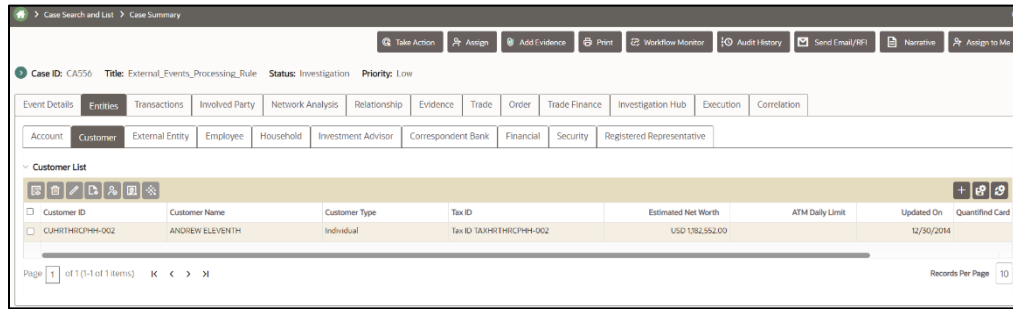 > Case Search and List > Case Summary
Take Action Assign Add Evidence Print Workflow Monitor Audit History Send Email/RFI Narrative Assign to Me
Case ID: CA556 Title: External_Events_Processing_Rule Status: Investigation Priority: Low
Event Details Entities Transactions Involved Party Network Analysis Relationship Evidence Trade Order Trade Finance Investigation Hub Execution Correlation
Account Customer External Entity Employee Household Investment Advisor Correspondent Bank Financial Security Registered Representative
Customer List
Customer ID Customer Name Customer Type Tax ID Estimated Net Worth ATM Daily Limit Updated On Quantifind Card
CUHRTHRCPHH-002 ANDREW ELEVENTH Individual Tax ID TAXHRTHRCPHH-002 USD 1,182,552.00 12/30/2014
Page 1 of 1 (1-1 of 1 items) Records Per Page 10